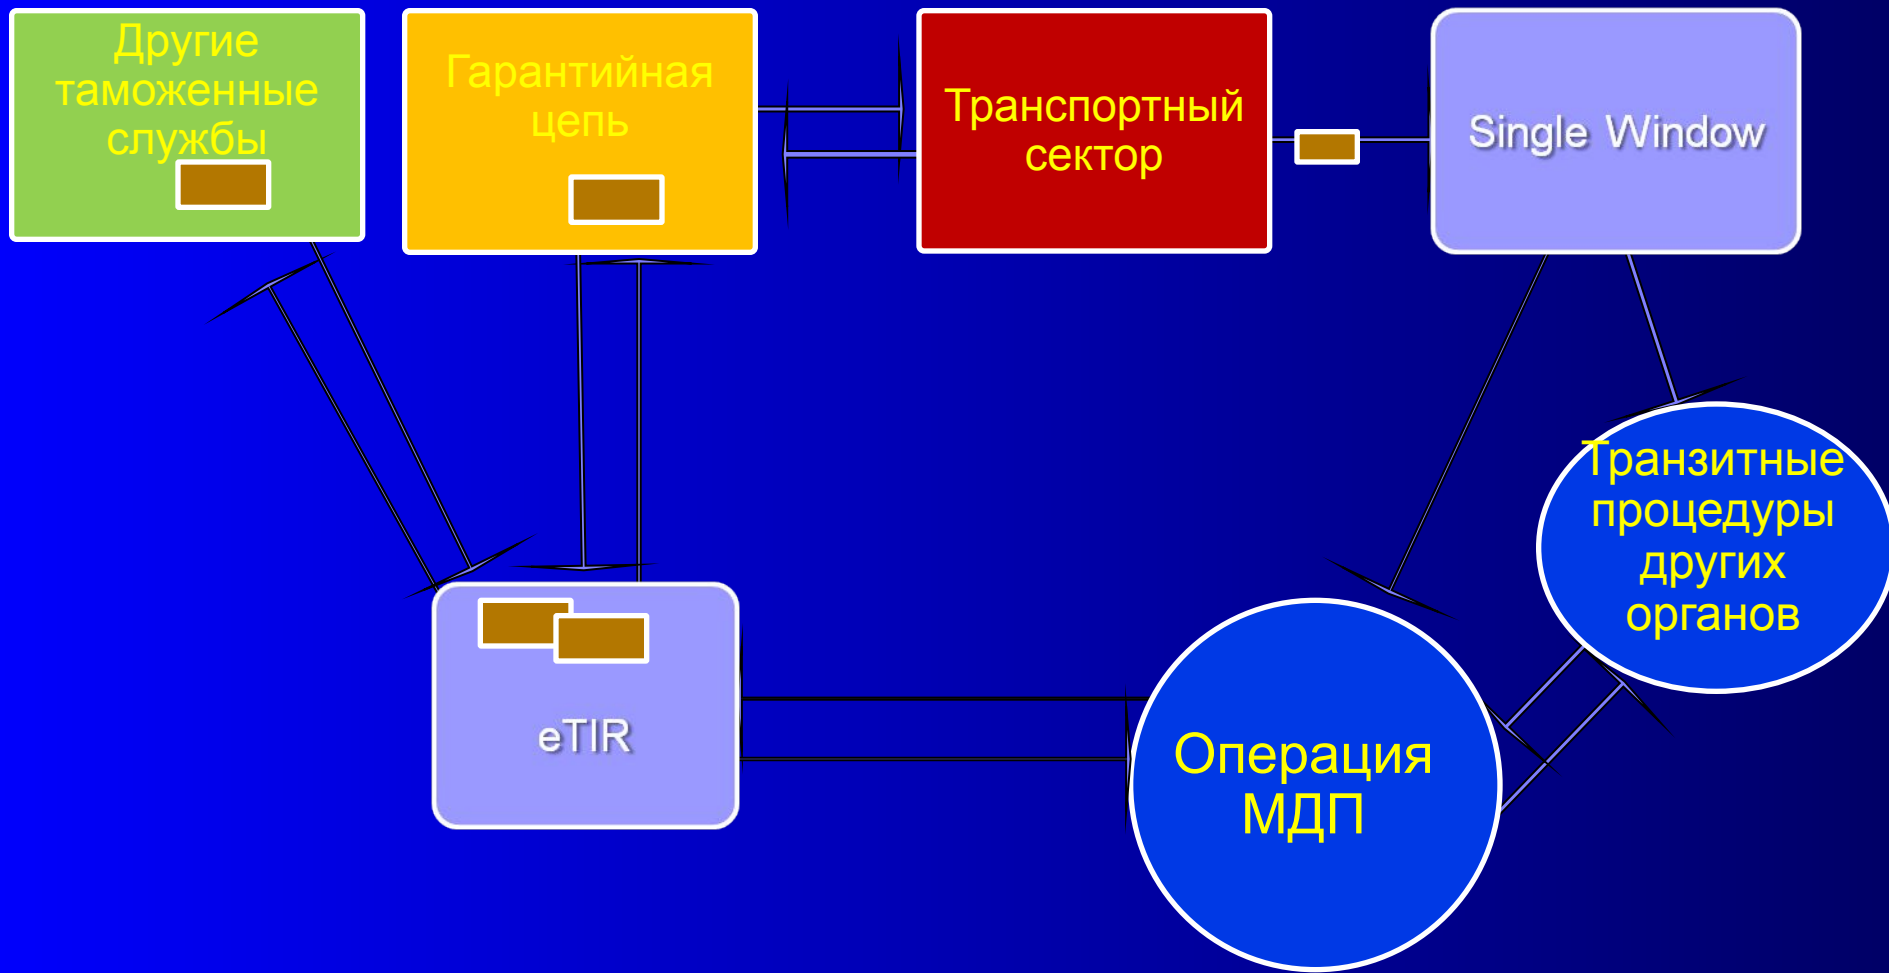 Другие
таможенные
службы
Гарантийная
цепь
Транспортный
сектор
Single Window
Транзитные
процедуры
других
органов
eTIR
Операция
МДП